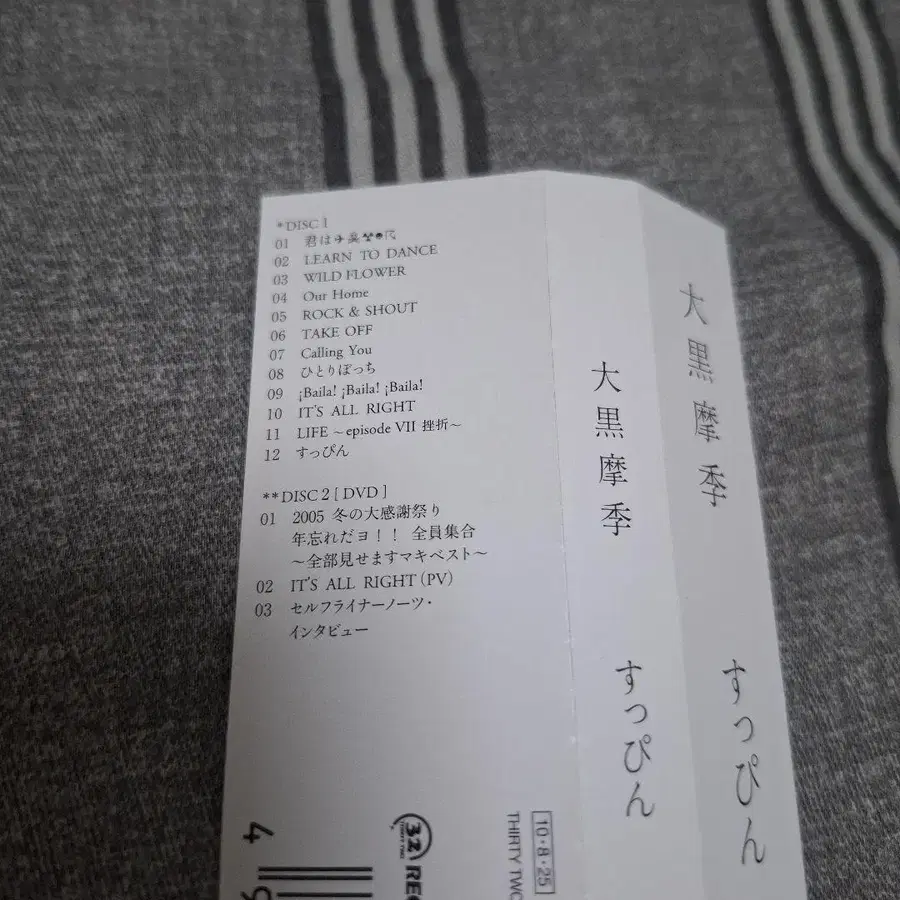 *DISC 1
01 君は✈
02 LEARN TO DANCE
03 WILD FLOWER
04 Our Home
05 ROCK & SHOUT
06 TAKE OFF
07 Calling You
08 ひとりぼっち
09 ¡Baila! ¡Baila! ¡Baila!
10 IT'S ALL RIGHT
11 LIFE ～episode VII 挫折～
12 すっぴん
**DISC 2 [ DVD ]
01 2005 冬の大感謝祭り
年忘れだヨ！！ 全員集合
～全部見せますマキベスト～
02 IT'S ALL RIGHT (PV)
03 セルフライナーノーツ・
インタビュー
大黒摩季
すっぴん
大黒摩季
すっぴん
4 9
32 REC
THIRTY TWO
10・8・25